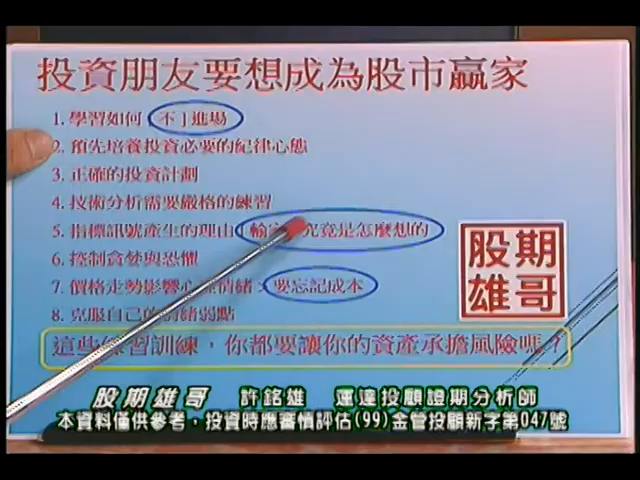 投資朋友要想成為股市贏家
1. 學習如何 不亅進場
2. 預先培養投資必要的紀律心態
3. 正確的投資計劃
4. 技術分析需要嚴格的練習
5. 指標訊號產生的理由 輸家 究竟是怎麼想的
6. 控制貪婪與恐懼
7. 價格走勢影響心 情緒：要忘記成本
8. 克服自己的 緒弱點
這些練習訓練，你都要讓你的資產承擔風險嗎？
股期
雄哥
股期雄哥 許銘雄 運達投顧證期分析師
本資料僅供參考，投資時應審慎評估(99)金管投顧新字第047號